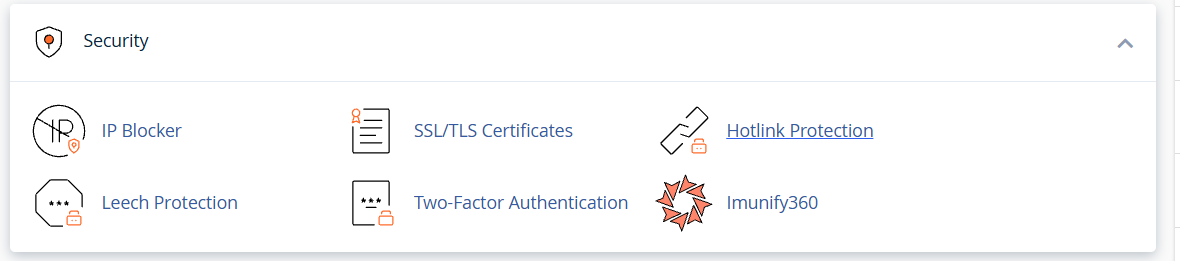 Security
IP Blocker
SSL/TLS Certificates
Hotlink Protection
Leech Protection
Two-Factor Authentication
Imunify360